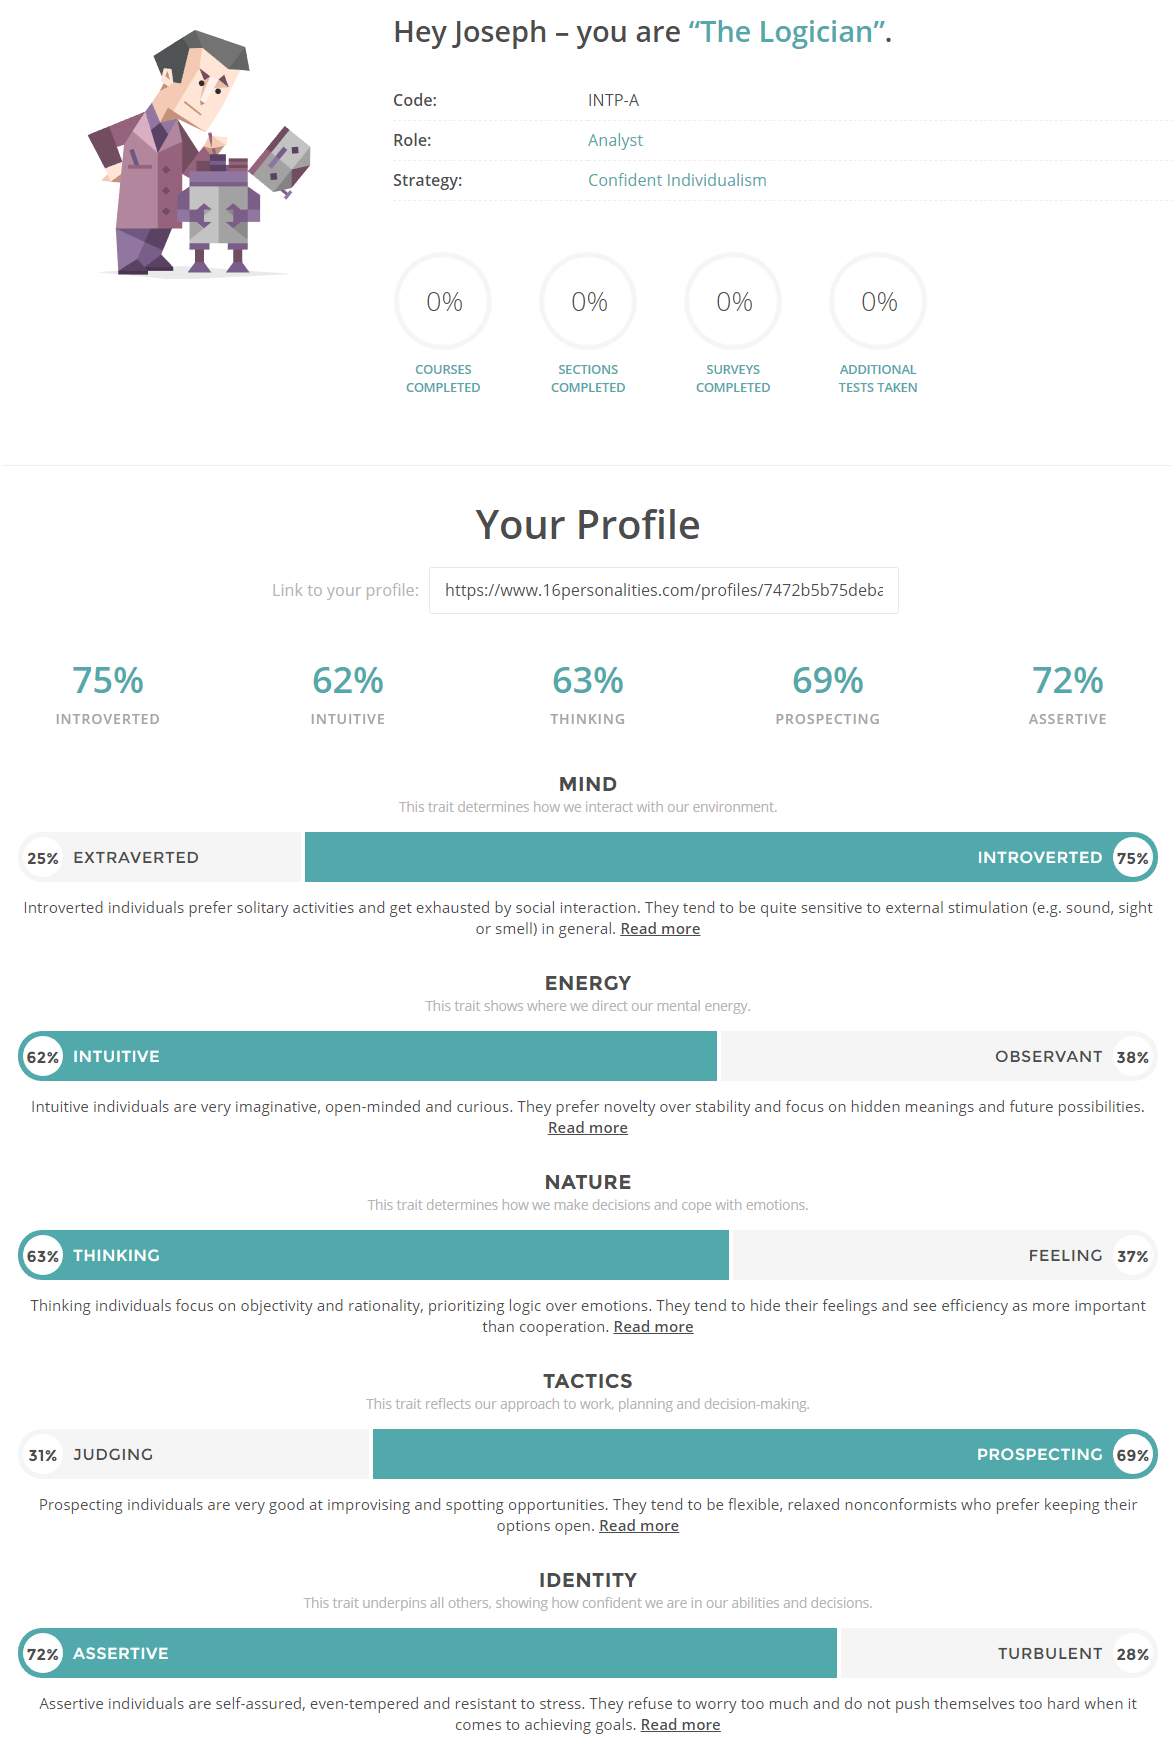 Hey Joseph – you are “The Logician”.
Code: INTP-A
Role: Analyst
Strategy: Confident Individualism
0% 0% 0% 0%
COURSES SECTIONS SURVEYS ADDITIONAL
COMPLETED COMPLETED COMPLETED TESTS TAKEN
Your Profile
Link to your profile: https://www.16personalities.com/profiles/7472b5b75deba
75% 62% 63% 69% 72%
INTROVERTED INTUITIVE THINKING PROSPECTING ASSERTIVE
MIND
This trait determines how we interact with our environment.
25% EXTRAVERTED INTROVERTED 75%
Introverted individuals prefer solitary activities and get exhausted by social interaction. They tend to be quite sensitive to external stimulation (e.g. sound, sight
or smell) in general. Read more
ENERGY
This trait shows where we direct our mental energy.
62% INTUITIVE OBSERVANT 38%
Intuitive individuals are very imaginative, open-minded and curious. They prefer novelty over stability and focus on hidden meanings and future possibilities.
Read more
NATURE
This trait determines how we make decisions and cope with emotions.
63% THINKING FEELING 37%
Thinking individuals focus on objectivity and rationality, prioritizing logic over emotions. They tend to hide their feelings and see efficiency as more important
than cooperation. Read more
TACTICS
This trait reflects our approach to work, planning and decision-making.
31% JUDGING PROSPECTING 69%
Prospecting individuals are very good at improvising and spotting opportunities. They tend to be flexible, relaxed nonconformists who prefer keeping their
options open. Read more
IDENTITY
This trait underpins all others, showing how confident we are in our abilities and decisions.
72% ASSERTIVE TURBULENT 28%
Assertive individuals are self-assured, even-tempered and resistant to stress. They refuse to worry too much and do not push themselves too hard when it
comes to achieving goals. Read more